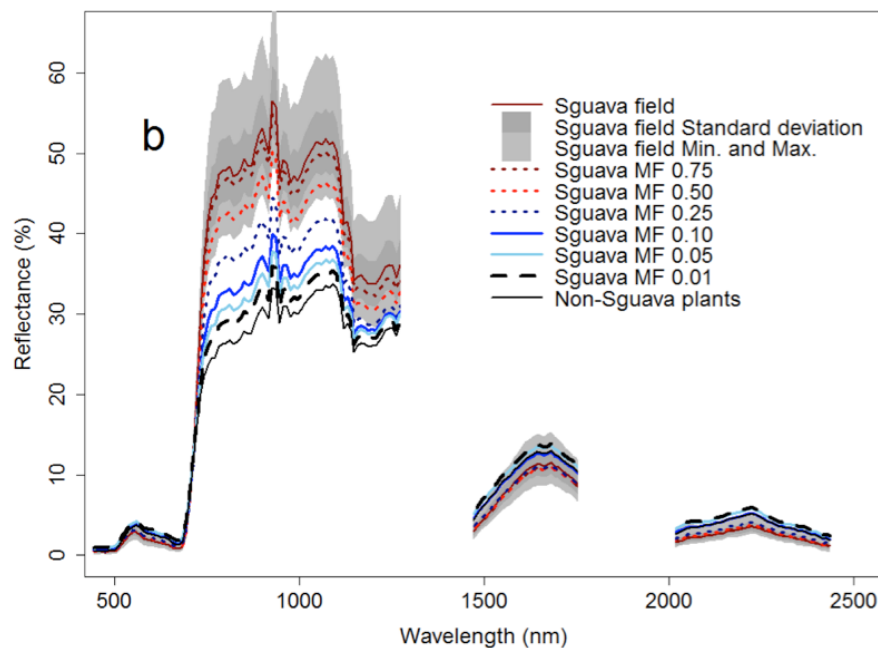 b
Sguava field
Sguava field Standard deviation
Sguava field Min. and Max.
Sguava MF 0.75
Sguava MF 0.50
Sguava MF 0.25
Sguava MF 0.10
Sguava MF 0.05
Sguava MF 0.01
Non-Sguava plants
Reflectance (%)
60
50
40
30
20
10
0
500 1000 1500 2000 2500
Wavelength (nm)